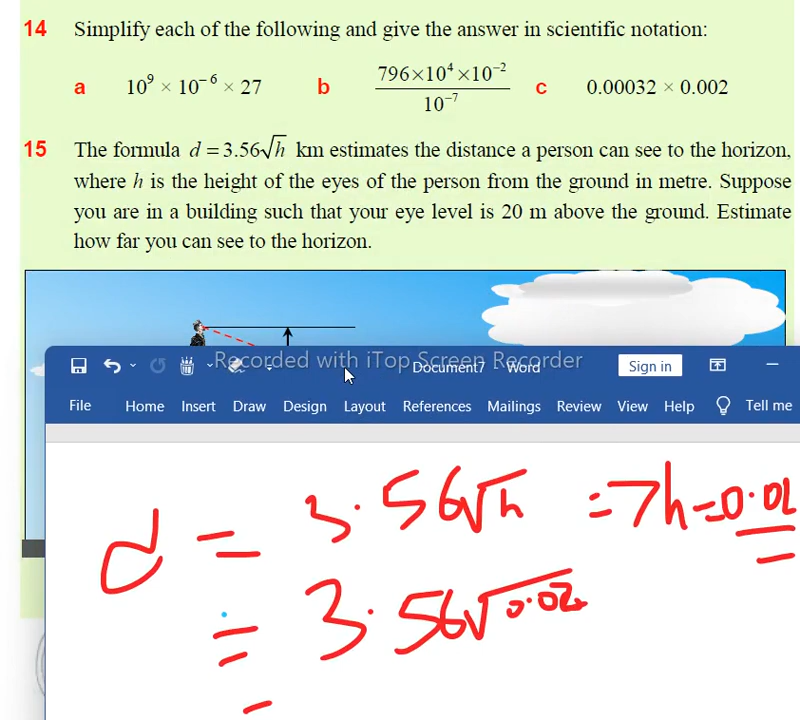 14 Simplify each of the following and give the answer in scientific notation:
a 10⁹ × 10⁻⁶ × 27 b 796×10⁴×10⁻² / 10⁻⁷ c 0.00032 × 0.002
15 The formula d = 3.56√h km estimates the distance a person can see to the horizon,
where h is the height of the eyes of the person from the ground in metre. Suppose
you are in a building such that your eye level is 20 m above the ground. Estimate
how far you can see to the horizon.
Recorded with iTop Screen Recorder
Document7 - Word Sign in
File Home Insert Draw Design Layout References Mailings Review View Help Tell me
d = 3.56√h =7h=0.02
= 3.56√0.02
=